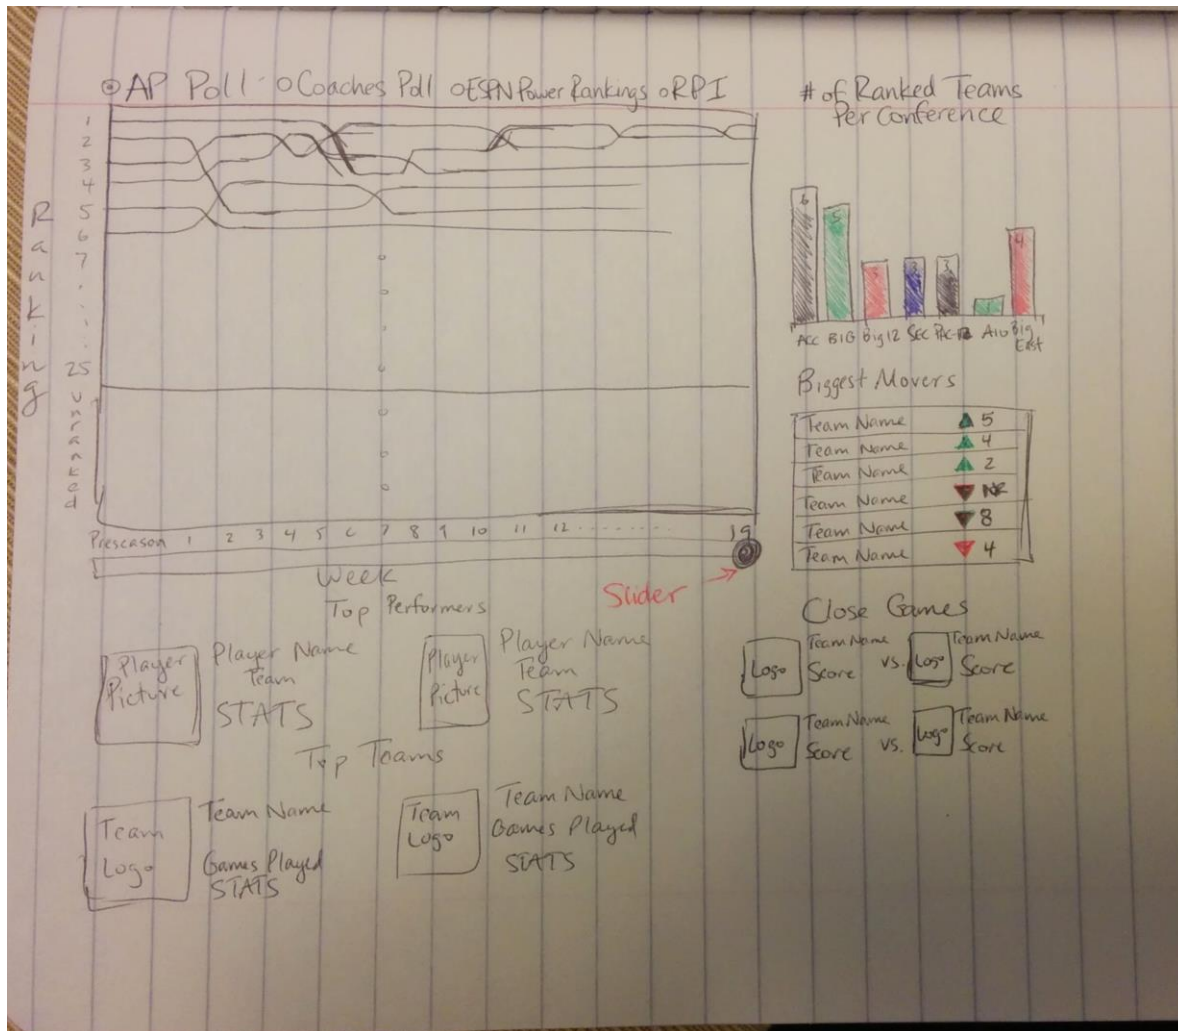 AP Poll
Coaches Poll
ESPN Power Rankings
RPI
Ranking
1
2
3
4
5
6
7
25
Unranked
Preseason 1 2 3 4 5 6 7 8 9 10 11 12 ........ 19
Week
Slider
# of Ranked Teams
Per Conference
6
5
3
3
3
1
4
ACC BIG Big 12 SEC PAC-12 A10 Big
East
Biggest Movers
Team Name 5
Team Name 4
Team Name 2
Team Name NR
Team Name 8
Team Name 4
Top Performers
Player
Picture
Player Name
Team
STATS
Player
Picture
Player Name
Team
STATS
Top Teams
Team
Logo
Team Name
Games Played
STATS
Team
Logo
Team Name
Games Played
STATS
Close Games
Logo
Team Name
Score
vs.
Logo
Team Name
Score
Logo
Team Name
Score
vs.
Logo
Team Name
Score